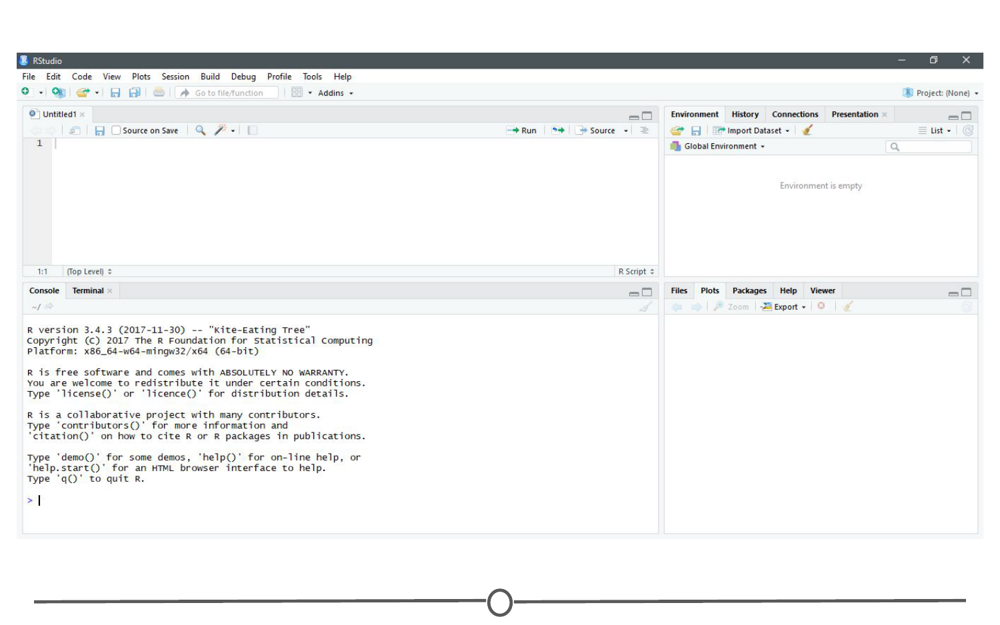 RStudio
File Edit Code View Plots Session Build Debug Profile Tools Help
Go to file/function Addins Project: (None)
Untitled1
Source on Save Run Source
1
1:1 (Top Level) R Script
Environment History Connections Presentation
Import Dataset List
Global Environment
Environment is empty
Console Terminal
~/
R version 3.4.3 (2017-11-30) -- "Kite-Eating Tree"
Copyright (C) 2017 The R Foundation for Statistical Computing
Platform: x86_64-w64-mingw32/x64 (64-bit)
R is free software and comes with ABSOLUTELY NO WARRANTY.
You are welcome to redistribute it under certain conditions.
Type 'license()' or 'licence()' for distribution details.
R is a collaborative project with many contributors.
Type 'contributors()' for more information and
'citation()' on how to cite R or R packages in publications.
Type 'demo()' for some demos, 'help()' for on-line help, or
'help.start()' for an HTML browser interface to help.
Type 'q()' to quit R.
>
Files Plots Packages Help Viewer
Zoom Export